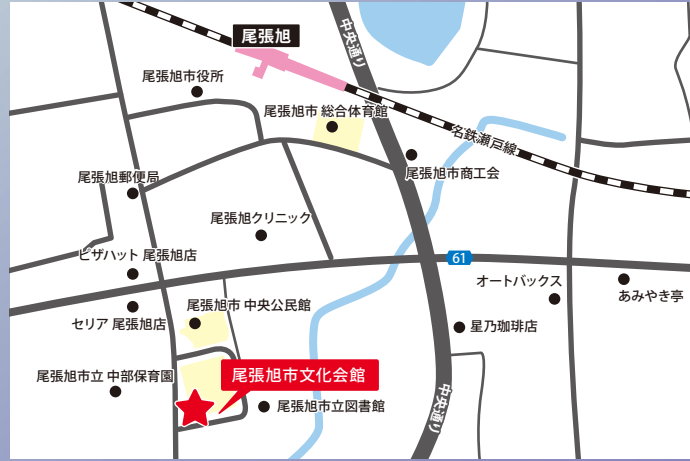 中央通り
尾張旭
尾張旭市役所
尾張旭市 総合体育館
名鉄瀬戸線
尾張旭市商工会
尾張旭郵便局
尾張旭クリニック
ピザハット 尾張旭店
61
オートバックス
あみやき亭
尾張旭市 中央公民館
セリア 尾張旭店
星乃珈琲店
尾張旭市文化会館
尾張旭市立 中部保育園
尾張旭市立図書館
中央通り